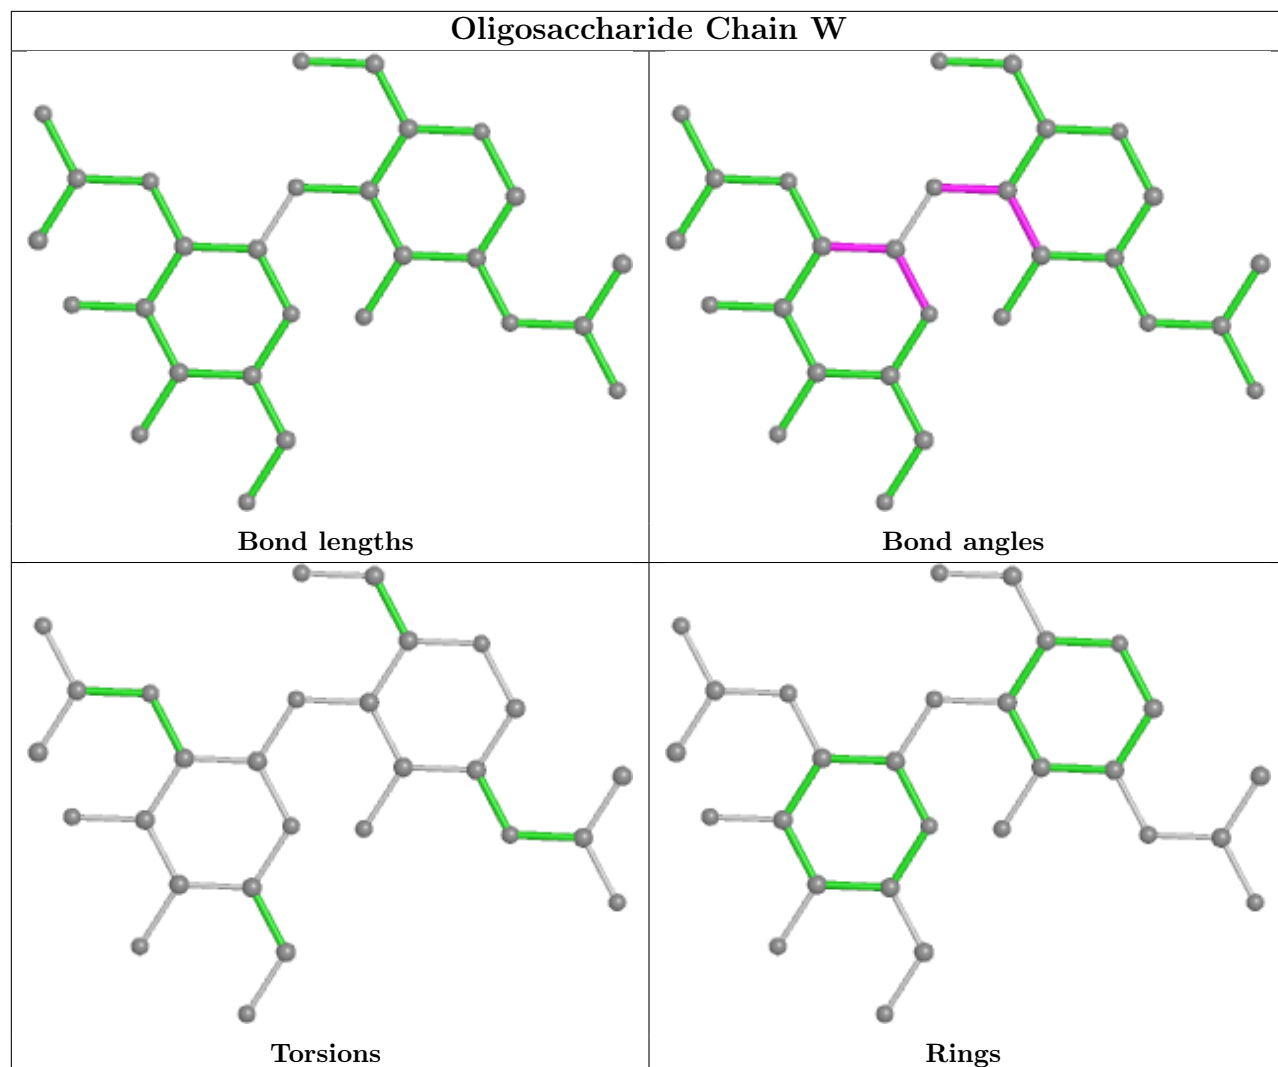 Oligosaccharide Chain W
Bond lengths
Bond angles
Torsions
Rings